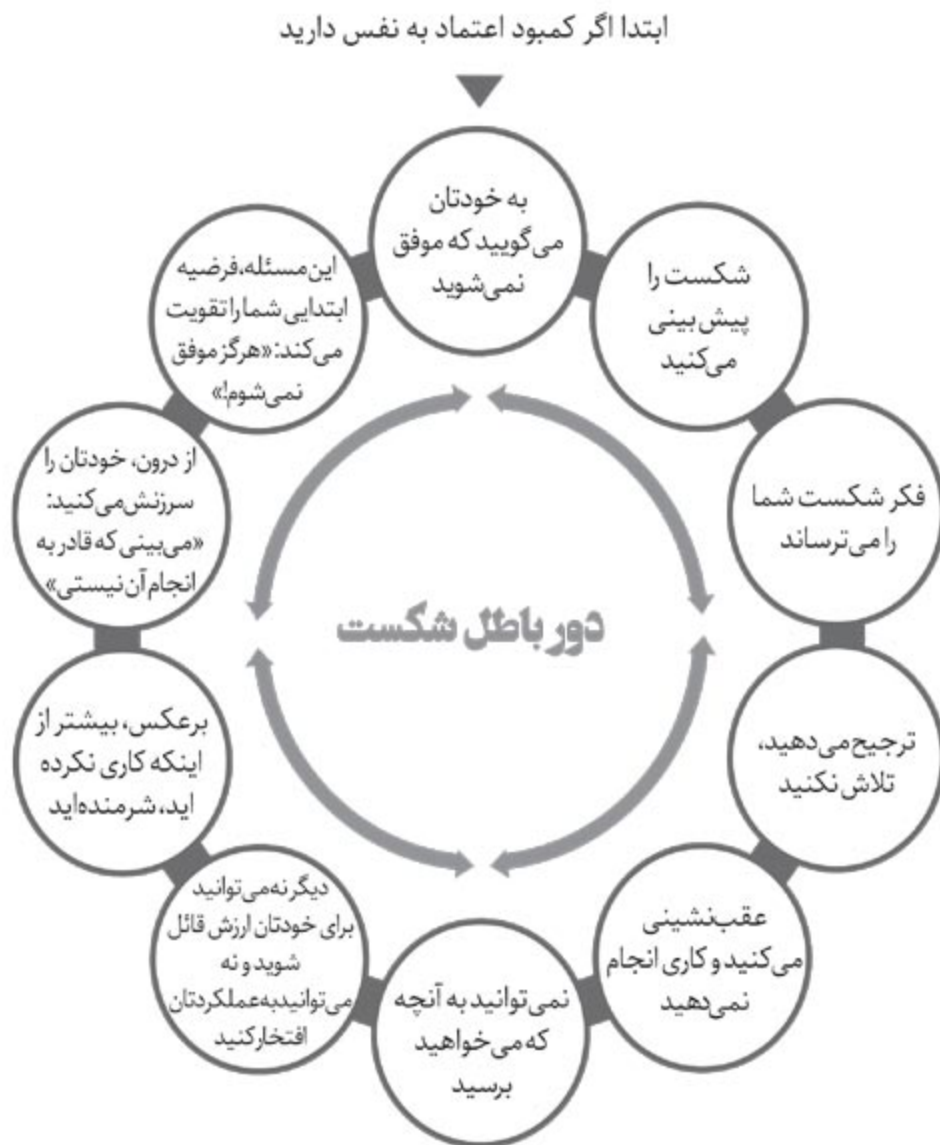 ابتدا اگر کمبود اعتماد به نفس دارید
به خودتان
می‌گویید که موفق
نمی‌شوید
شکست را
پیش بینی
می‌کنید
فکر شکست شما
را می‌ترساند
ترجیح می‌دهید،
تلاش نکنید
عقب‌نشینی
می‌کنید و کاری انجام
نمی‌دهید
نمی‌توانید به آنچه
که می‌خواهید
برسید
دیگر نه می‌توانید
برای خودتان ارزش قائل
شوید و نه
می‌توانید به عملکردتان
افتخار کنید
برعکس، بیشتر از
اینکه کاری نکرده
اید، شرمنده‌اید
از درون، خودتان را
سرزنش می‌کنید:
«می‌بینی که قادر به
انجام آن نیستی»
این مسئله، فرضیه
ابتدایی شما را تقویت
می‌کند: «هرگز موفق
نمی‌شوم!»
دور باطل شکست